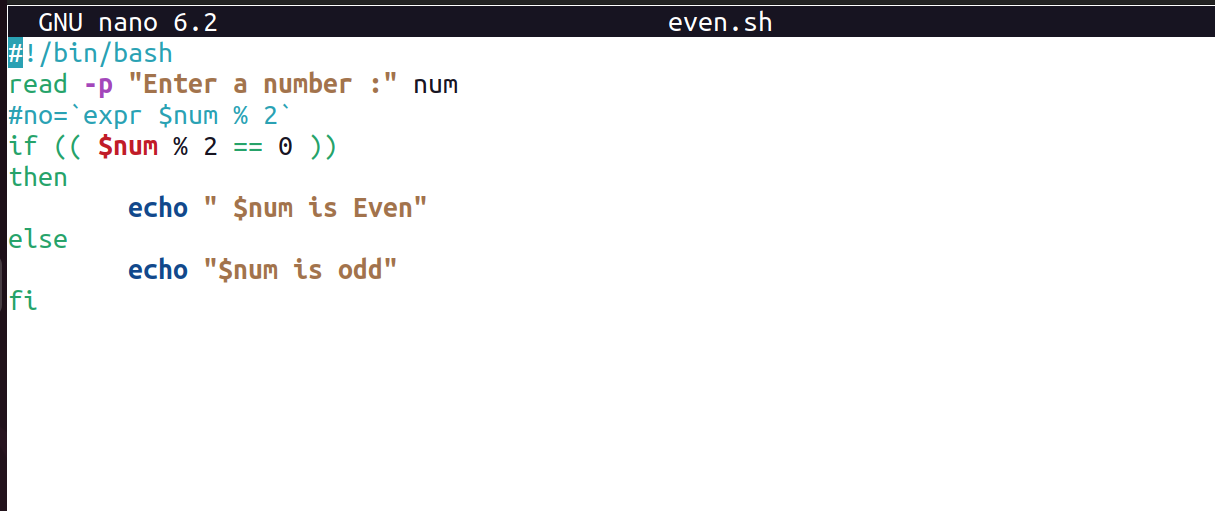 GNU nano 6.2 even.sh
#!/bin/bash
read -p "Enter a number :" num
#no=`expr $num % 2`
if (( $num % 2 == 0 ))
then
        echo " $num is Even"
else
        echo "$num is odd"
fi